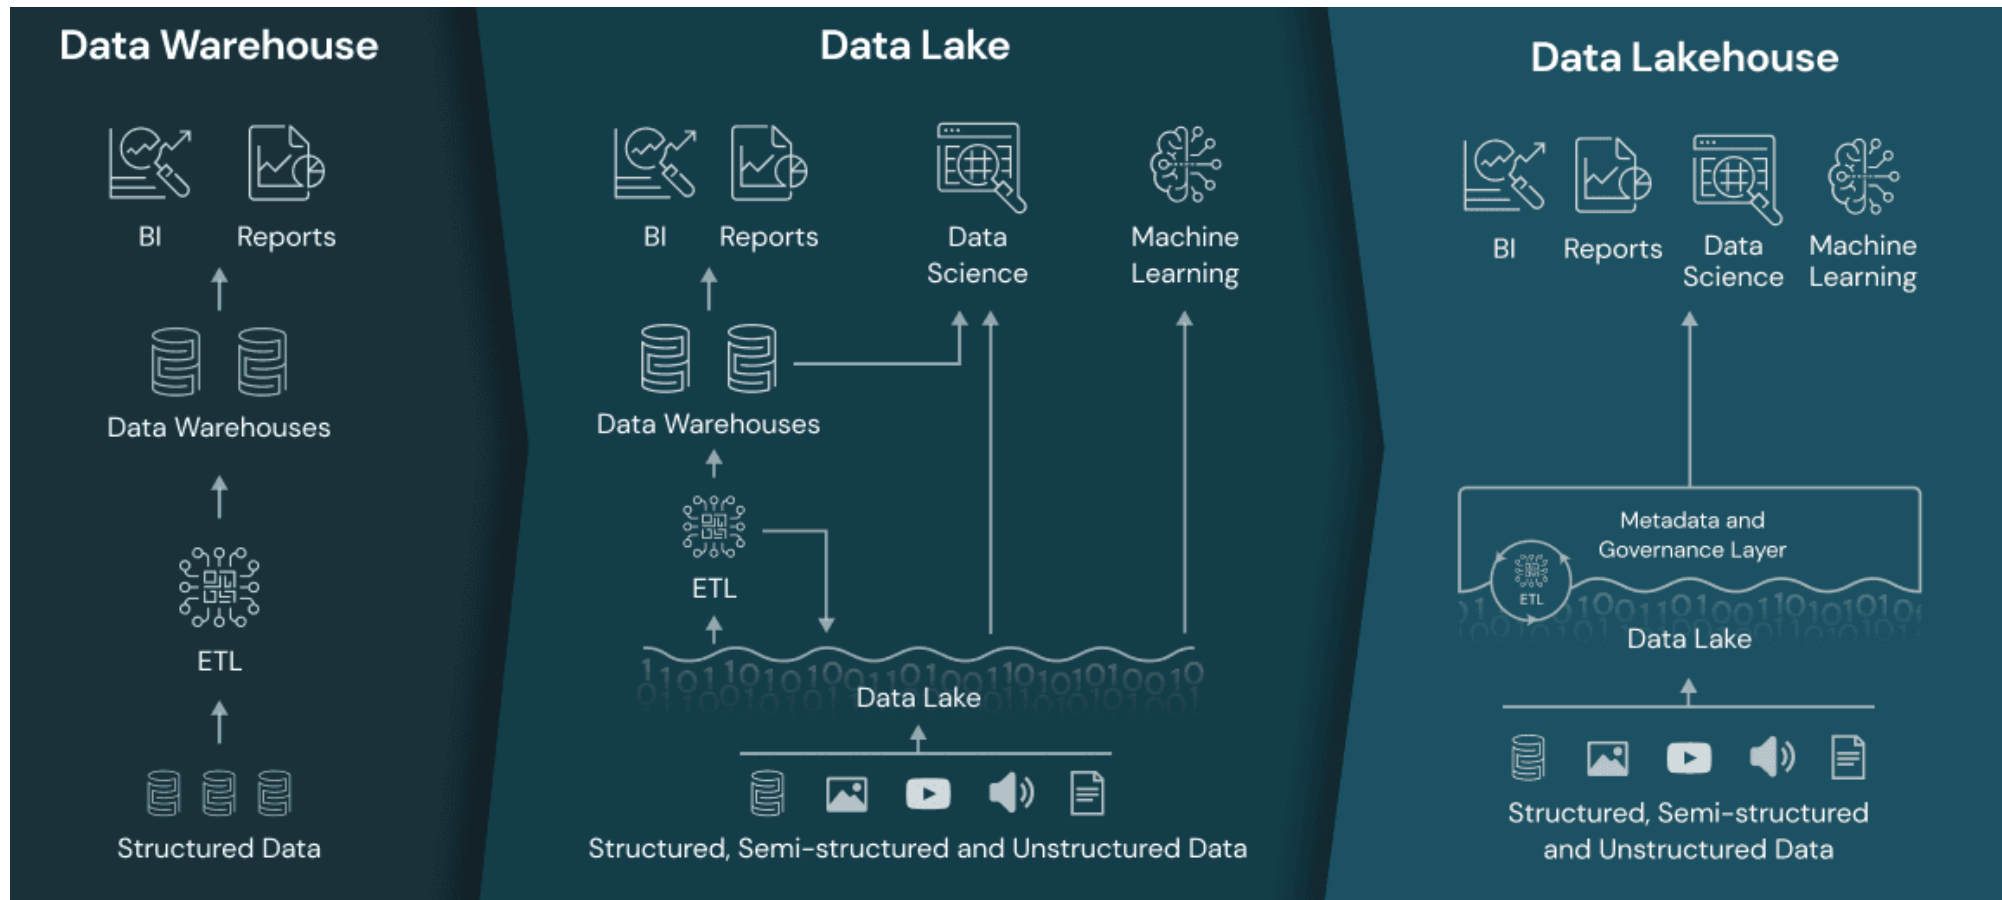 Data Warehouse
BI
Reports
Data Warehouses
ETL
Structured Data
Data Lake
BI
Reports
Data
Science
Machine
Learning
Data Warehouses
ETL
Data Lake
Structured, Semi-structured and Unstructured Data
Data Lakehouse
BI
Reports
Data
Science
Machine
Learning
Metadata and
Governance Layer
ETL
Data Lake
Structured, Semi-structured
and Unstructured Data